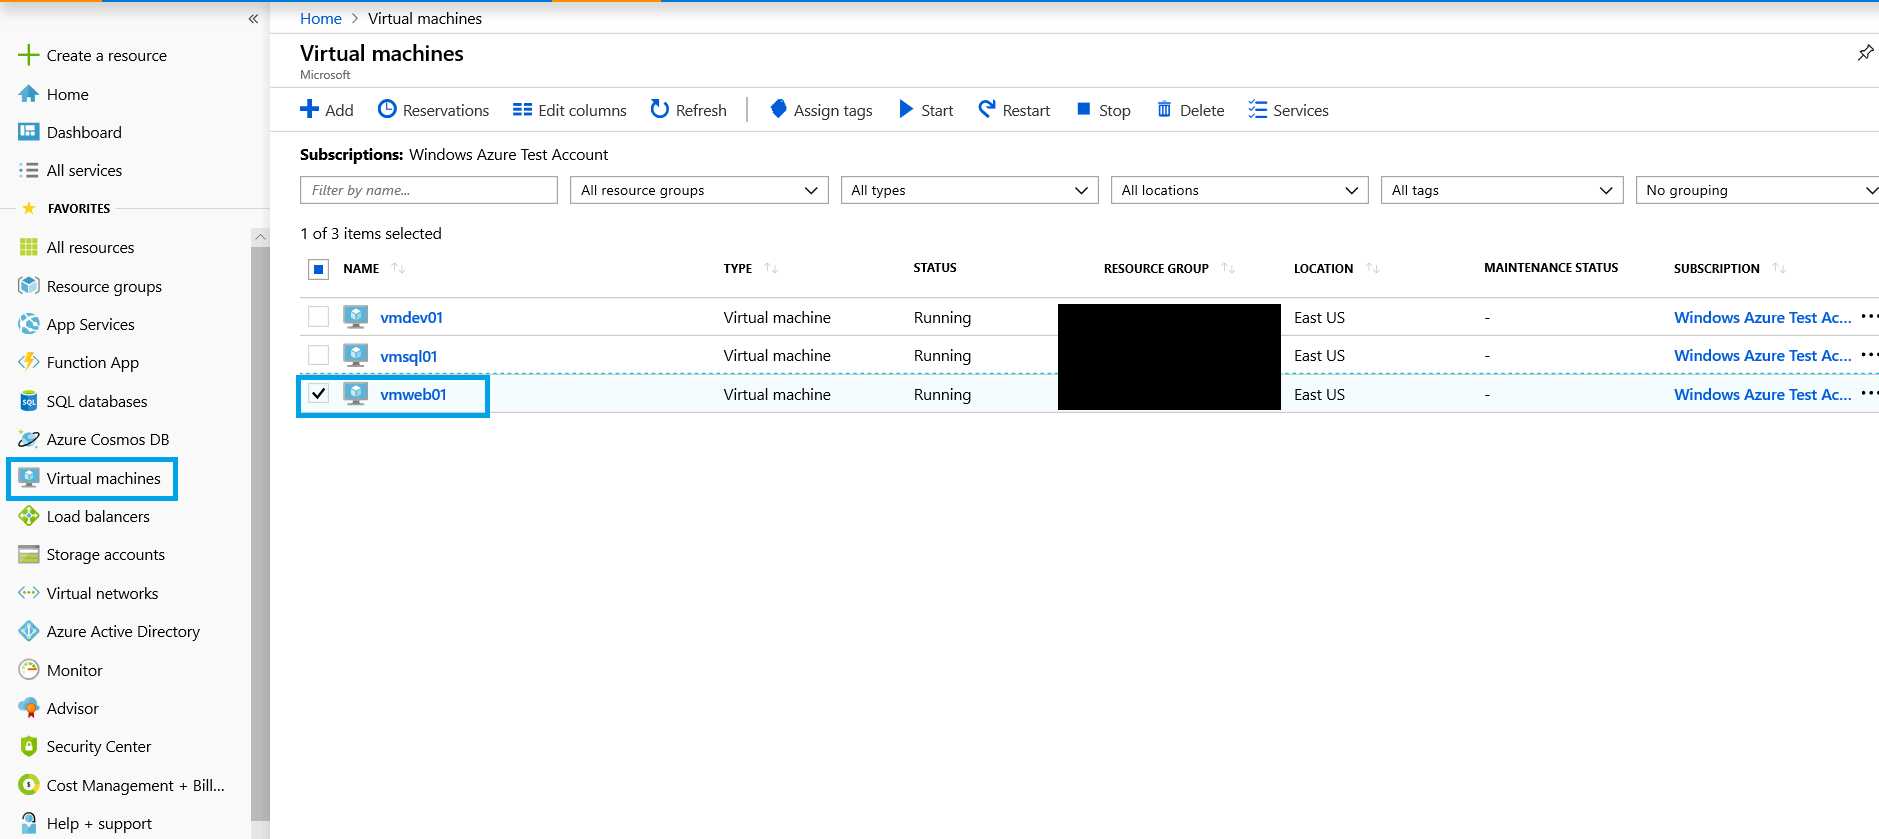 «
Create a resource
Home
Dashboard
All services
FAVORITES
All resources
Resource groups
App Services
Function App
SQL databases
Azure Cosmos DB
Virtual machines
Load balancers
Storage accounts
Virtual networks
Azure Active Directory
Monitor
Advisor
Security Center
Cost Management + Bill...
Help + support
Home > Virtual machines
Virtual machines
Microsoft
Add Reservations Edit columns Refresh Assign tags Start Restart Stop Delete Services
Subscriptions: Windows Azure Test Account
Filter by name... All resource groups All types All locations All tags No grouping
1 of 3 items selected
NAME ↑↓ TYPE ↑↓ STATUS RESOURCE GROUP ↑↓ LOCATION ↑↓ MAINTENANCE STATUS SUBSCRIPTION ↑↓
vmdev01 Virtual machine Running East US - Windows Azure Test Ac... ...
vmsql01 Virtual machine Running East US - Windows Azure Test Ac... ...
vmweb01 Virtual machine Running East US - Windows Azure Test Ac... ...